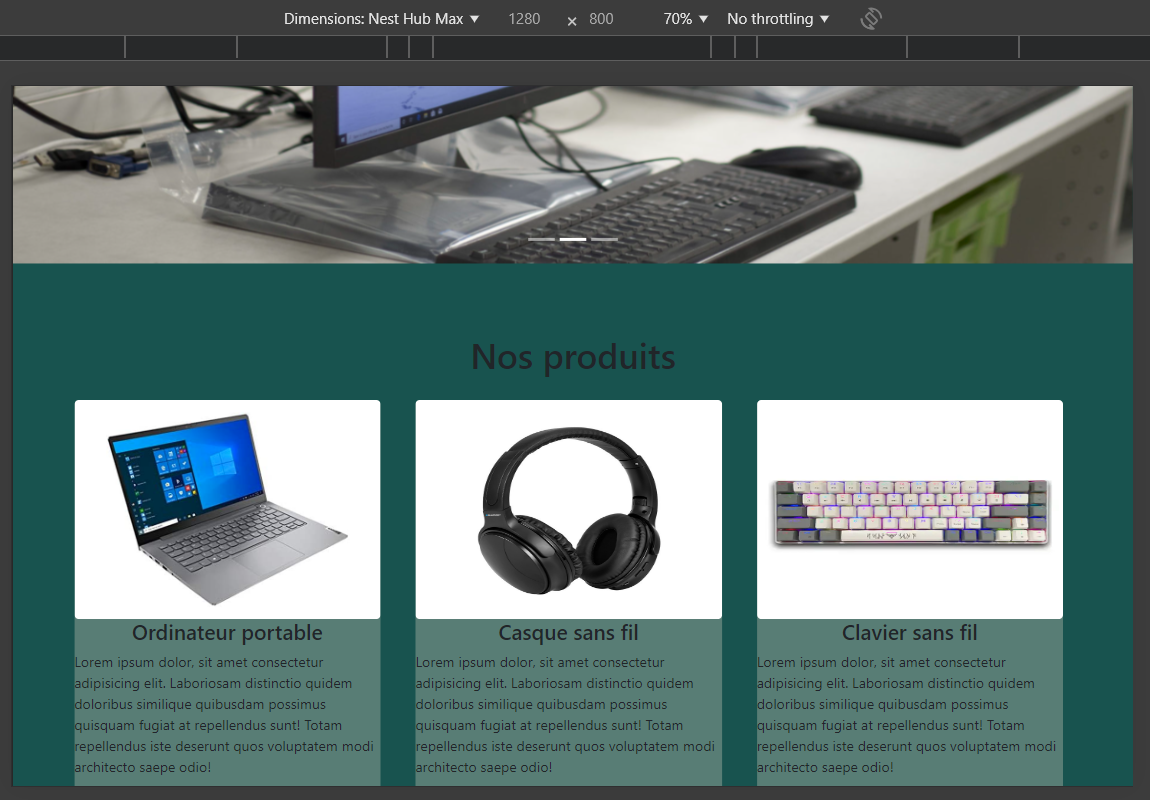 Dimensions: Nest Hub Max ▼ 1280 × 800 70% ▼ No throttling ▼
Nos produits
Ordinateur portable
Lorem ipsum dolor, sit amet consectetur
adipisicing elit. Laboriosam distinctio quidem
doloribus similique quibusdam possimus
quisquam fugiat at repellendus sunt! Totam
repellendus iste deserunt quos voluptatem modi
architecto saepe odio!
Casque sans fil
Lorem ipsum dolor, sit amet consectetur
adipisicing elit. Laboriosam distinctio quidem
doloribus similique quibusdam possimus
quisquam fugiat at repellendus sunt! Totam
repellendus iste deserunt quos voluptatem modi
architecto saepe odio!
Clavier sans fil
Lorem ipsum dolor, sit amet consectetur
adipisicing elit. Laboriosam distinctio quidem
doloribus similique quibusdam possimus
quisquam fugiat at repellendus sunt! Totam
repellendus iste deserunt quos voluptatem modi
architecto saepe odio!